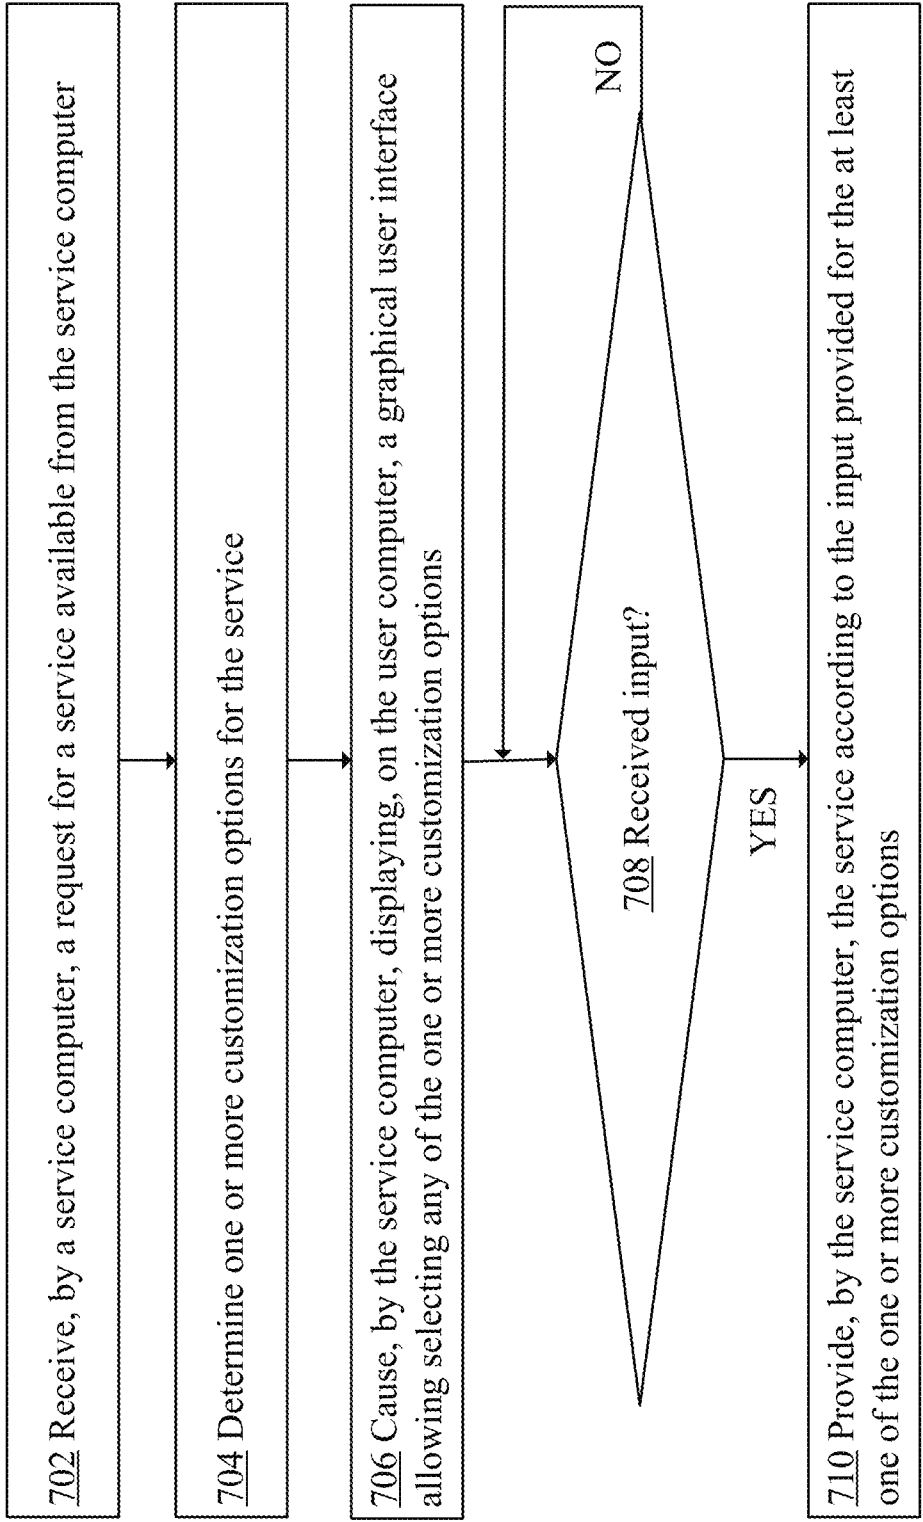 702 Receive, by a service computer, a request for a service available from the service computer
704 Determine one or more customization options for the service
706 Cause, by the service computer, displaying, on the user computer, a graphical user interface
allowing selecting any of the one or more customization options
NO
708 Received input?
YES
710 Provide, by the service computer, the service according to the input provided for the at least
one of the one or more customization options